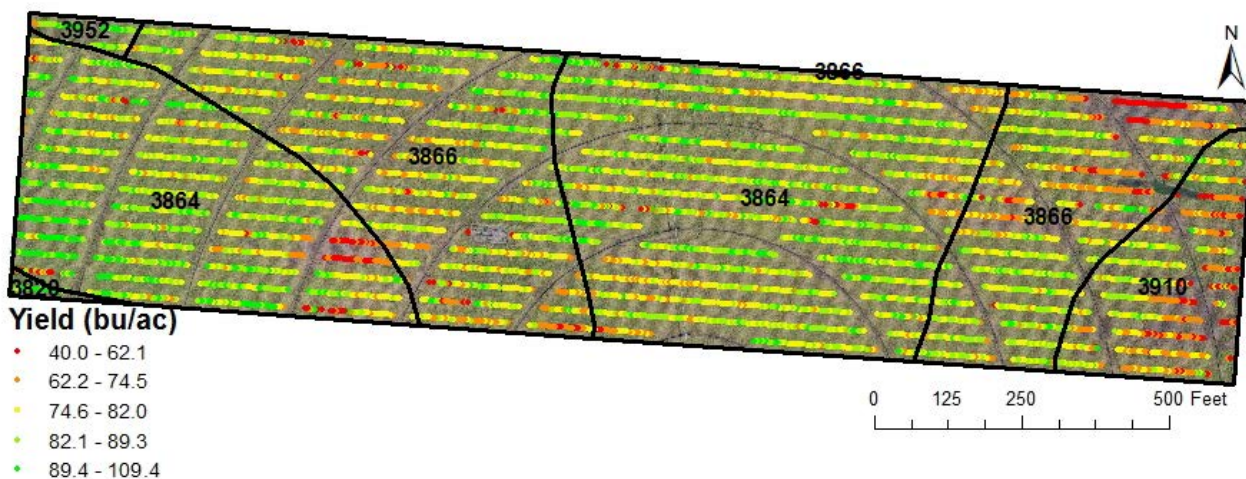 3952
3866
N
3866
3864
3864
3866
3910
3820
Yield (bu/ac)
40.0 - 62.1
62.2 - 74.5
74.6 - 82.0
82.1 - 89.3
89.4 - 109.4
0 125 250 500 Feet